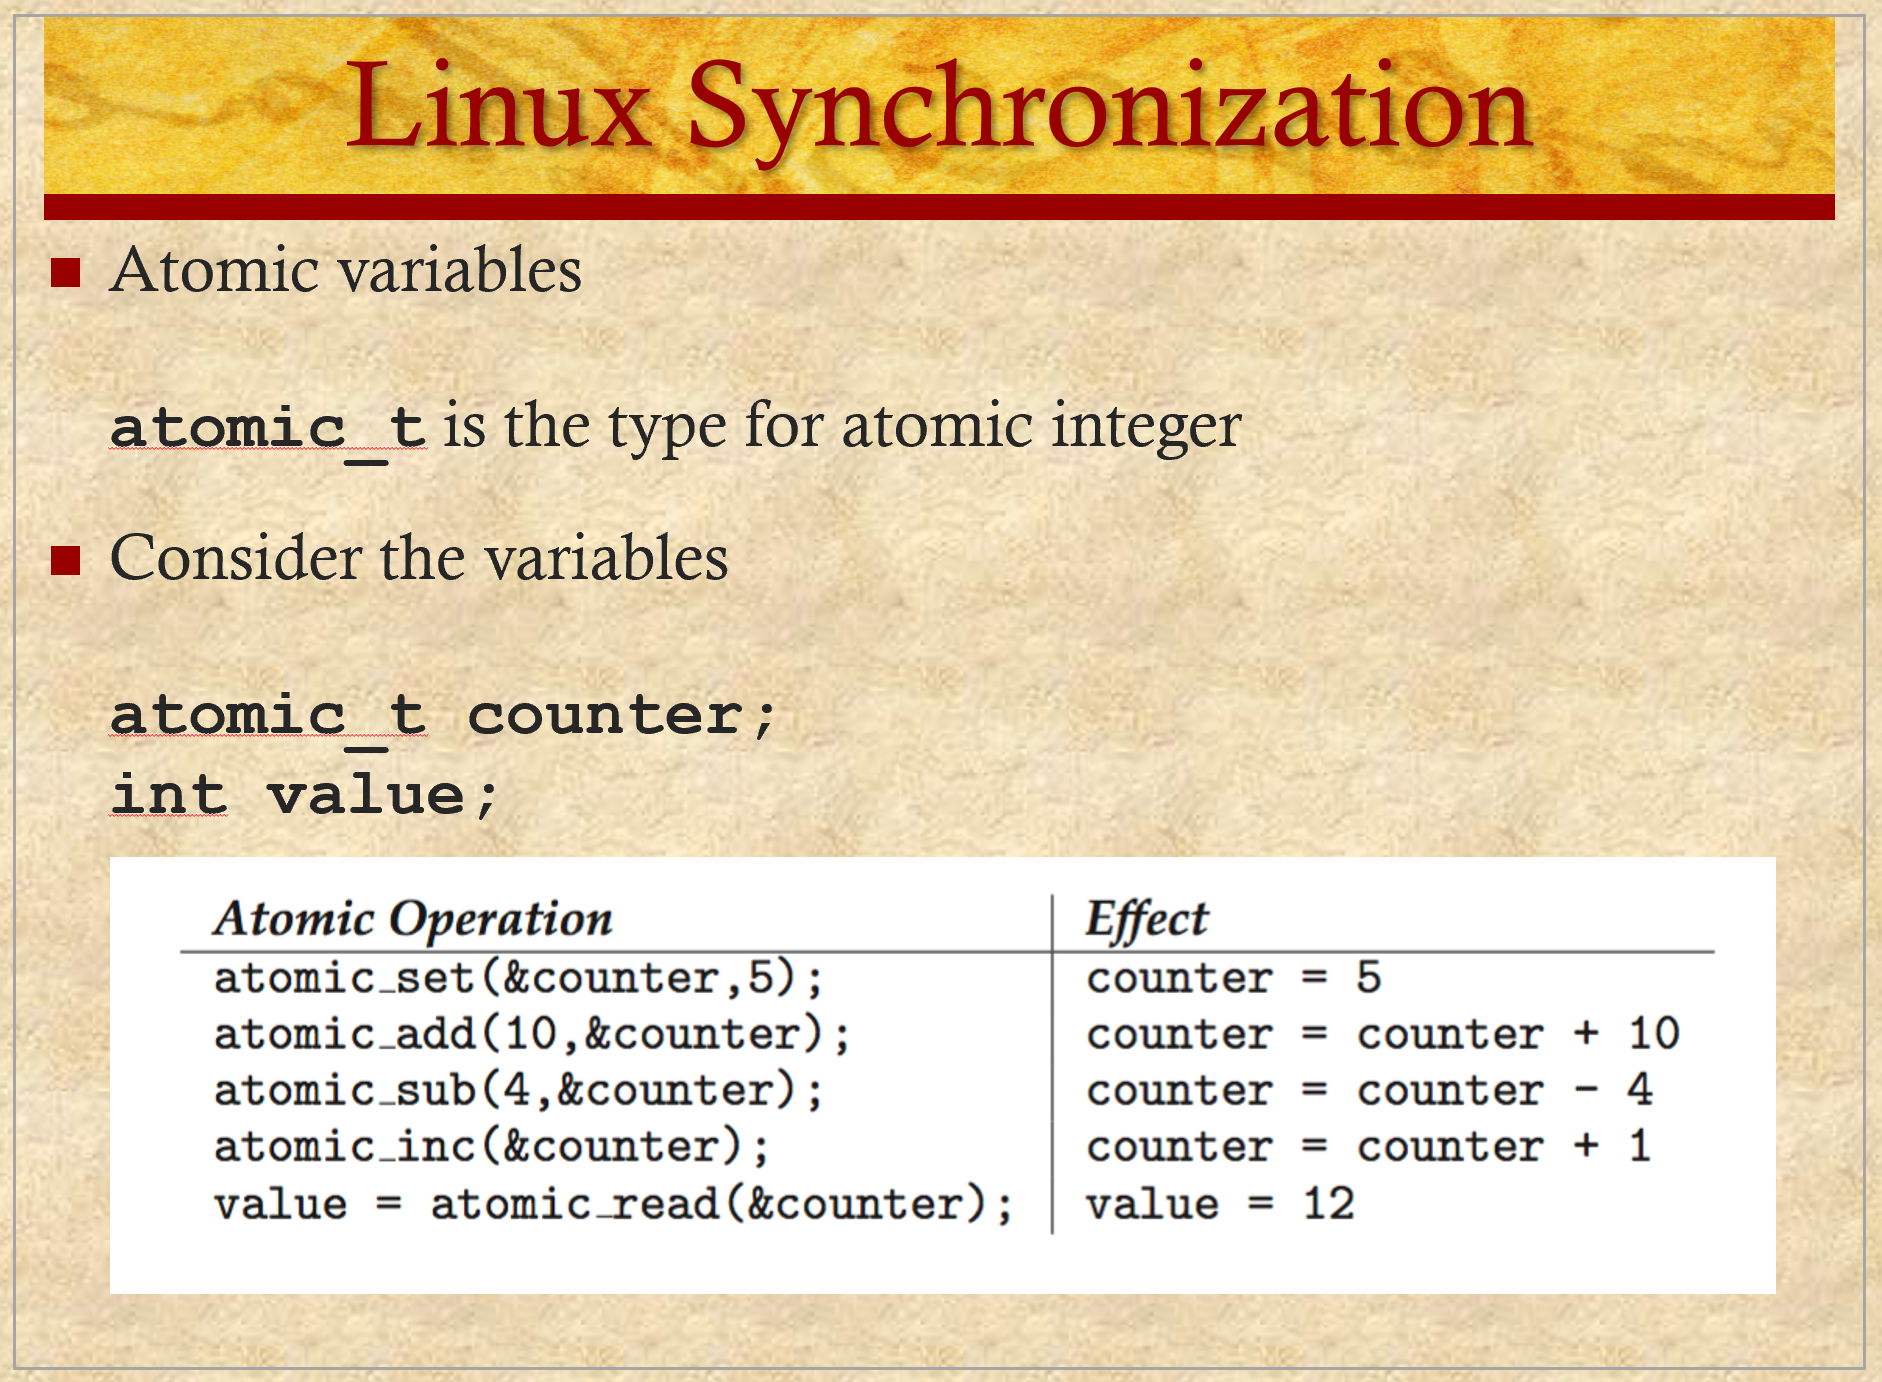 Linux Synchronization
Atomic variables
atomic_t is the type for atomic integer
Consider the variables
atomic_t counter;
int value;
Atomic Operation Effect
atomic_set(&counter,5); counter = 5
atomic_add(10,&counter); counter = counter + 10
atomic_sub(4,&counter); counter = counter - 4
atomic_inc(&counter); counter = counter + 1
value = atomic_read(&counter); value = 12